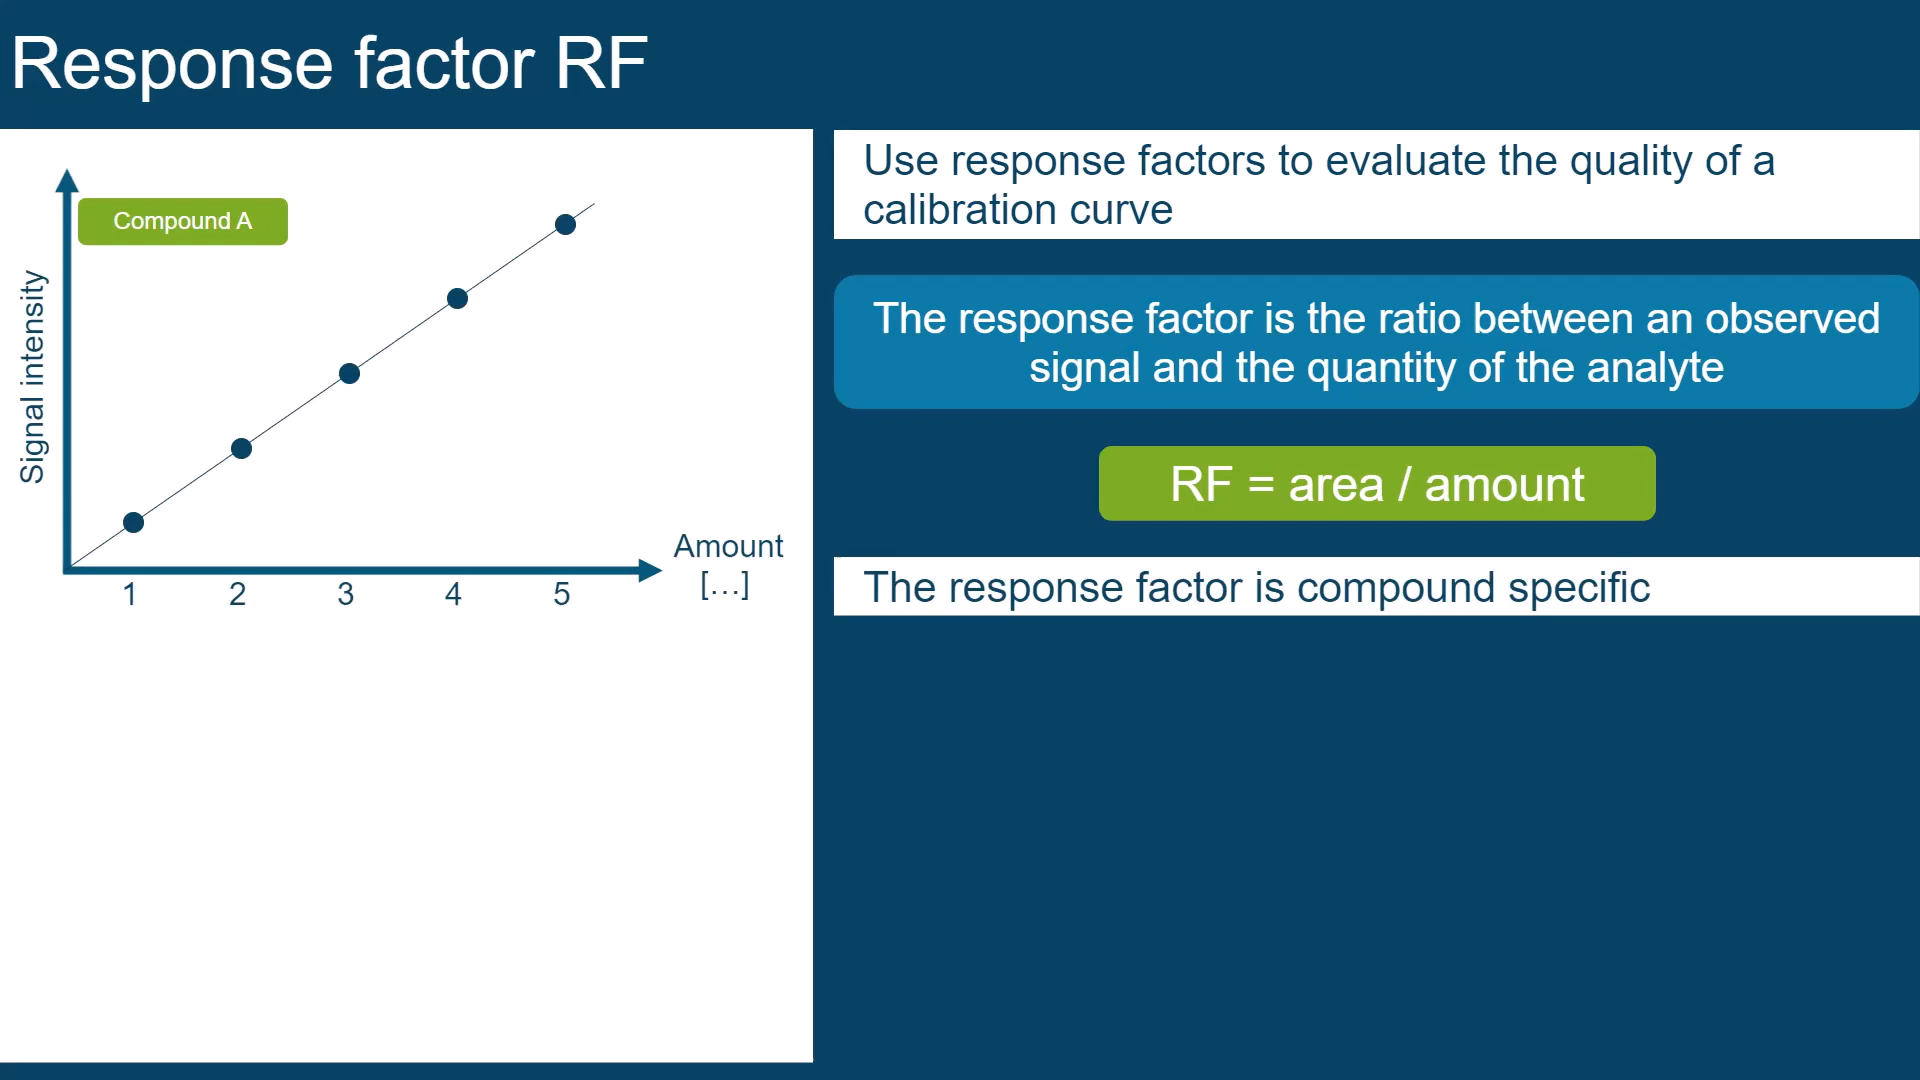 Response factor RF
Compound A
Signal intensity
1 2 3 4 5
Amount
[...]
Use response factors to evaluate the quality of a
calibration curve
The response factor is the ratio between an observed
signal and the quantity of the analyte
RF = area / amount
The response factor is compound specific